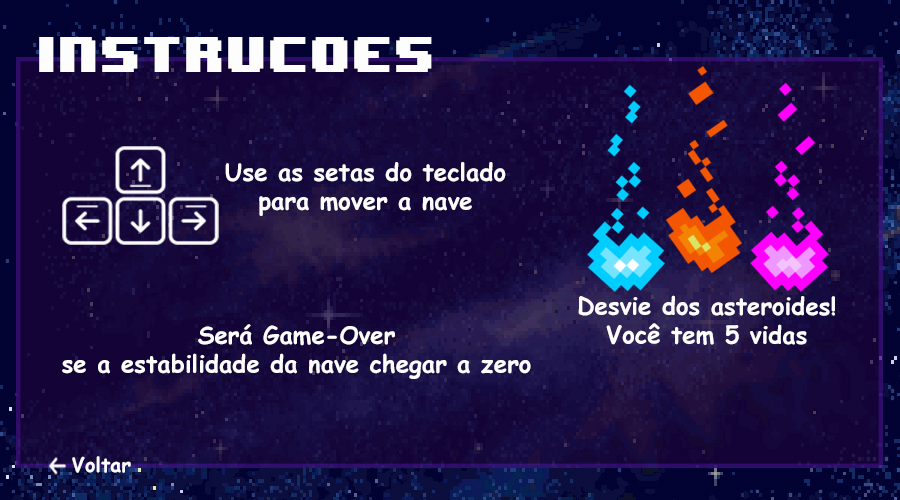 INSTRUCOES
Use as setas do teclado
para mover a nave
Desvie dos asteroides!
Você tem 5 vidas
Será Game-Over
se a estabilidade da nave chegar a zero
← Voltar